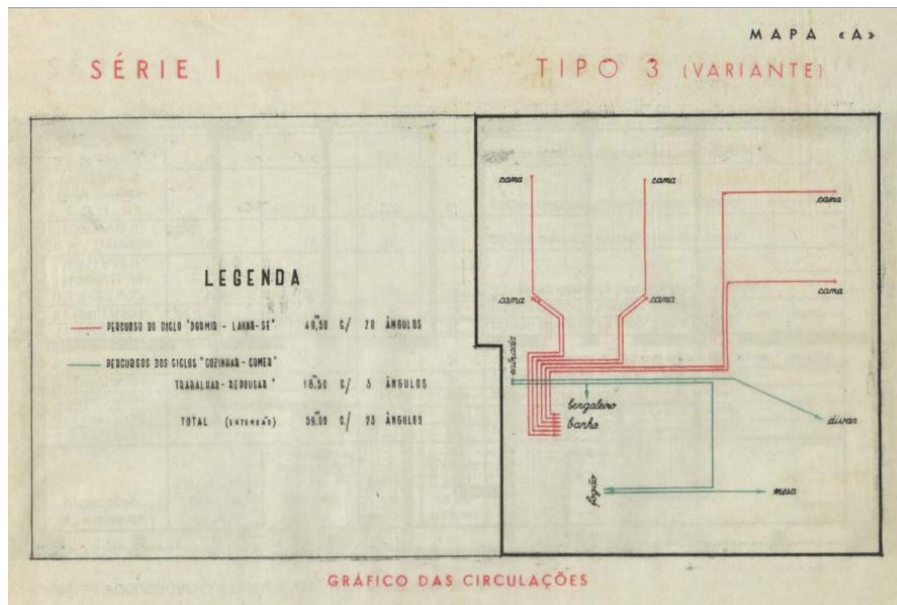 MAPA «A»
SÉRIE I
TIPO 3 (VARIANTE)
LEGENDA
PERCURSO DO CICLO "DORMIR - LAVAR-SE" 40,50 C/ 20 ÂNGULOS
PERCURSOS DOS CICLOS "COZINHAR - COMER"
TRABALHAR - REPOUSAR " 18,50 C/ 5 ÂNGULOS
TOTAL (EXTENSÃO) 59,00 C/ 25 ÂNGULOS
cama
cama
cama
cama
cama
cama
entrada
bengaleiro
banho
divan
fogão
mesa
GRÁFICO DAS CIRCULAÇÕES